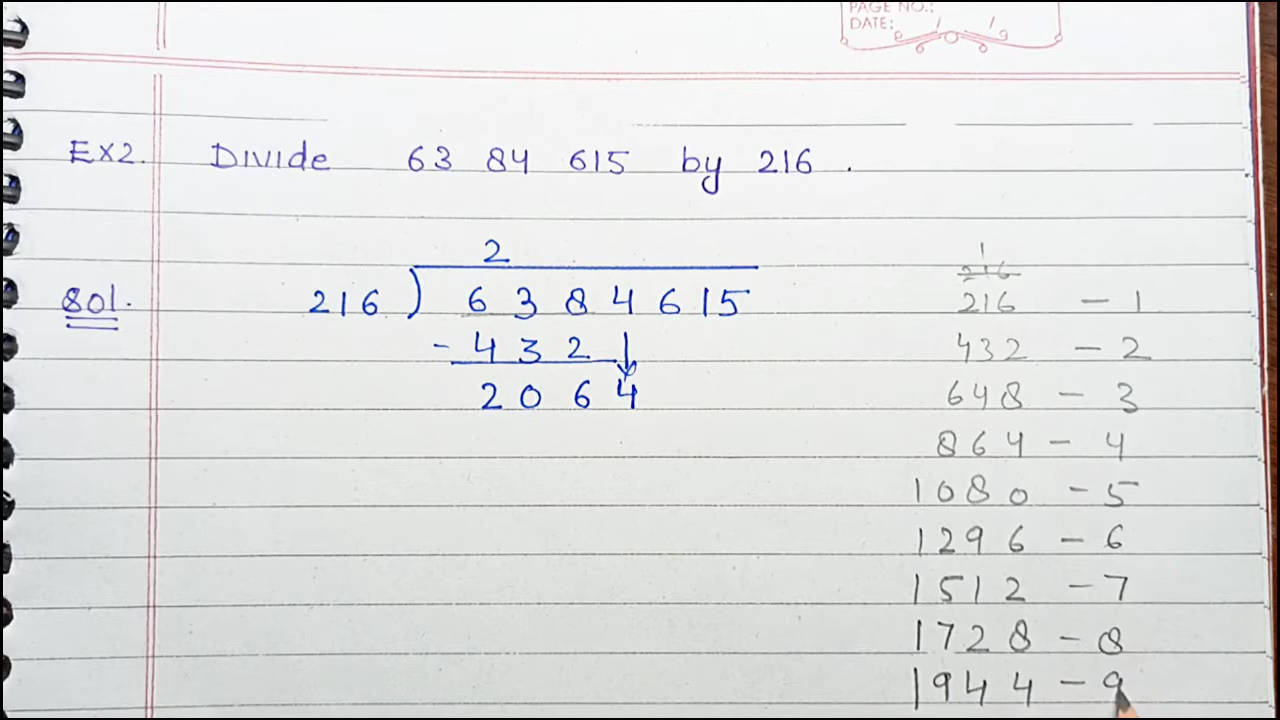 PAGE NO.:
DATE:
EX2. Divide 63 84 615 by 216.
2
216 ) 6 3 8 4 6 1 5
- 4 3 2 ↓
2 0 6 4
Sol.
1
216
216 - 1
432 - 2
648 - 3
864 - 4
1080 - 5
1296 - 6
1512 - 7
1728 - 8
1944 - 9